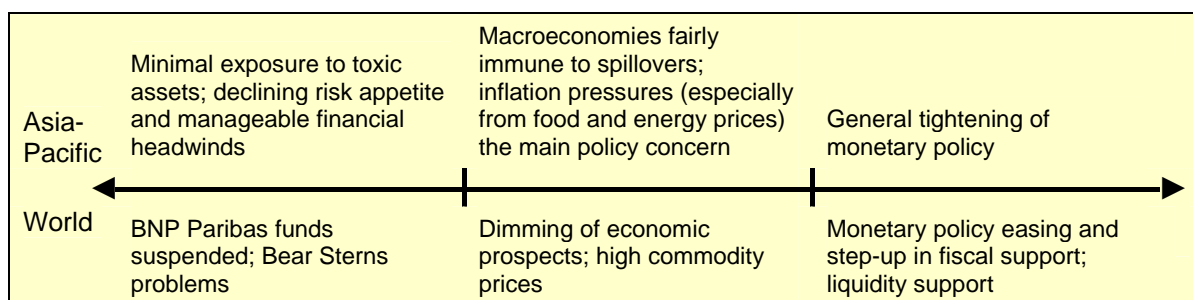 Asia-
Pacific
Minimal exposure to toxic
assets; declining risk appetite
and manageable financial
headwinds
Macroeconomies fairly
immune to spillovers;
inflation pressures (especially
from food and energy prices)
the main policy concern
General tightening of
monetary policy
World
BNP Paribas funds
suspended; Bear Sterns
problems
Dimming of economic
prospects; high commodity
prices
Monetary policy easing and
step-up in fiscal support;
liquidity support